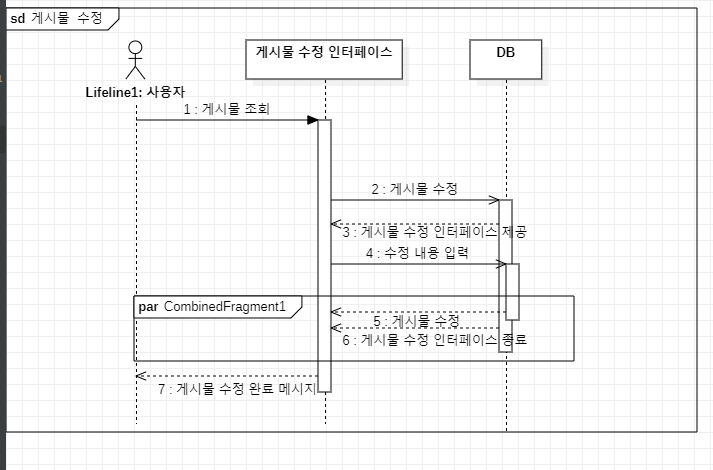 sd 게시물 수정
게시물 수정 인터페이스
DB
Lifeline1: 사용자
1 : 게시물 조회
2 : 게시물 수정
3 : 게시물 수정 인터페이스 제공
4 : 수정 내용 입력
par CombinedFragment1
5 : 게시물 수정
6 : 게시물 수정 인터페이스 종료
7 : 게시물 수정 완료 메시지